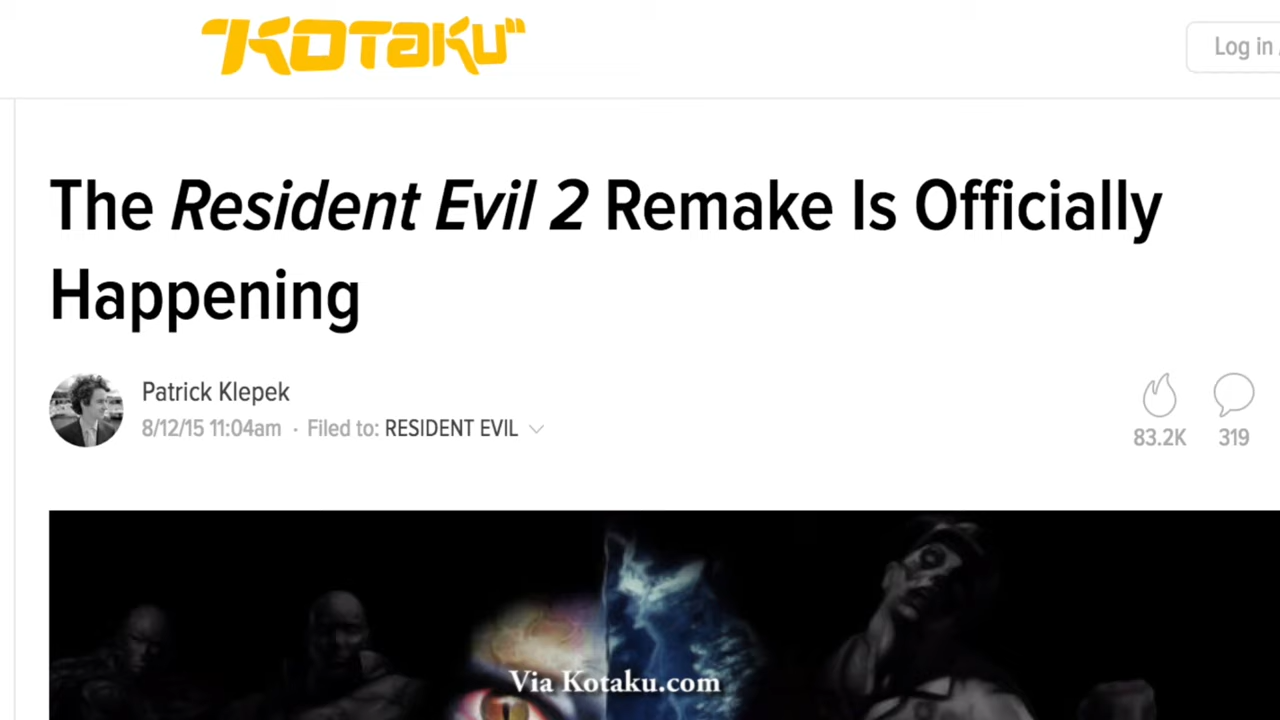 KOTAKU
Log in
The Resident Evil 2 Remake Is Officially
Happening
Patrick Klepek
8/12/15 11:04am · Filed to: RESIDENT EVIL
83.2K 319
Via Kotaku.com